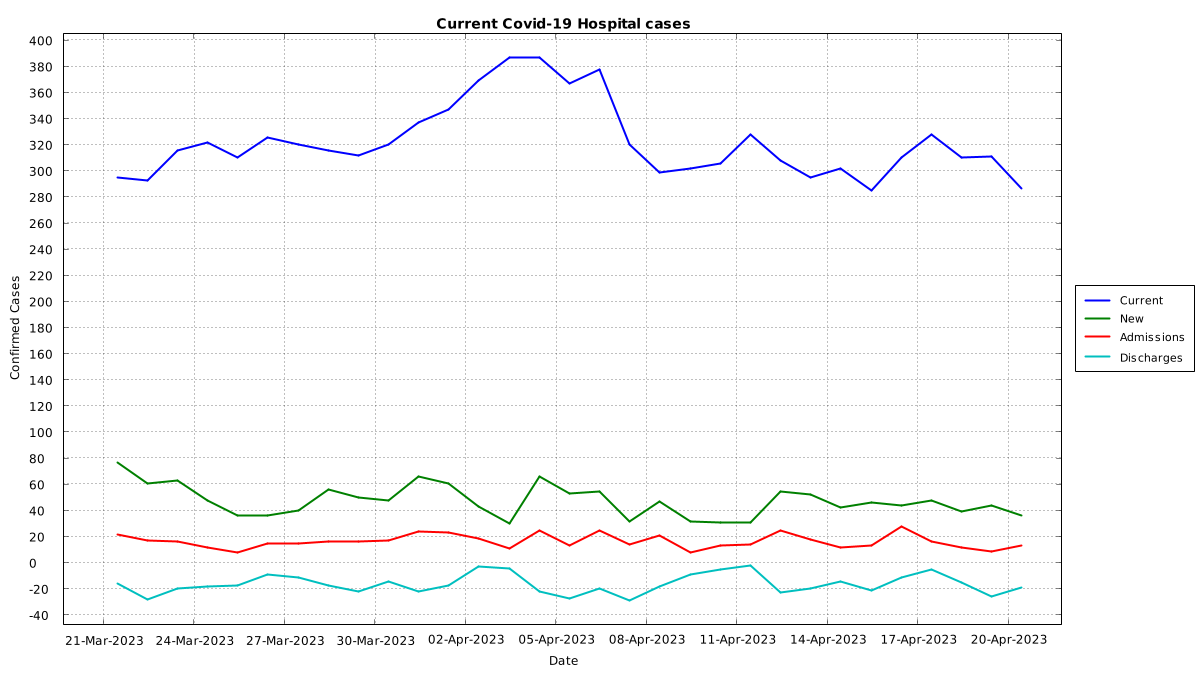 Current Covid-19 Hospital cases
400
380
360
340
320
300
280
260
240
220
200
180
160
140
120
100
80
60
40
20
0
-20
-40
Confirmed Cases
21-Mar-2023 24-Mar-2023 27-Mar-2023 30-Mar-2023 02-Apr-2023 05-Apr-2023 08-Apr-2023 11-Apr-2023 14-Apr-2023 17-Apr-2023 20-Apr-2023
Date
Current
New
Admissions
Discharges